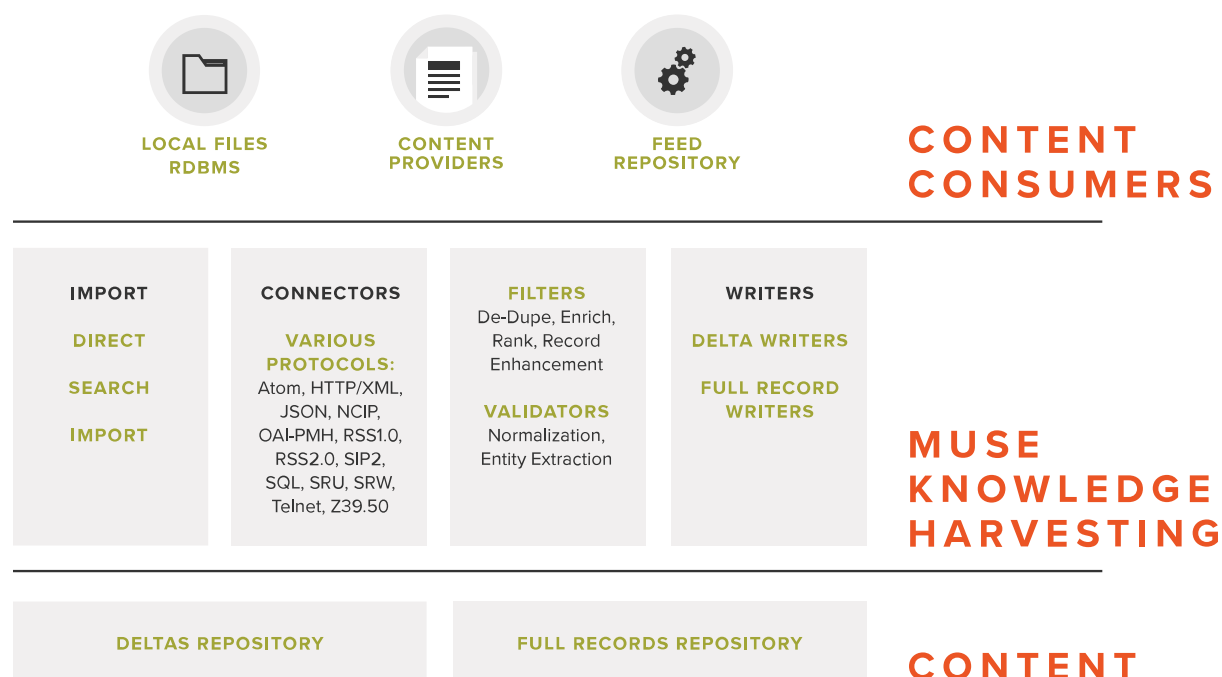 LOCAL FILES
RDBMS
CONTENT
PROVIDERS
FEED
REPOSITORY
CONTENT
CONSUMERS
IMPORT
DIRECT
SEARCH
IMPORT
CONNECTORS
VARIOUS
PROTOCOLS:
Atom, HTTP/XML,
JSON, NCIP,
OAI-PMH, RSS1.0,
RSS2.0, SIP2,
SQL, SRU, SRW,
Telnet, Z39.50
FILTERS
De-Dupe, Enrich,
Rank, Record
Enhancement
VALIDATORS
Normalization,
Entity Extraction
WRITERS
DELTA WRITERS
FULL RECORD
WRITERS
MUSE
KNOWLEDGE
HARVESTING
DELTAS REPOSITORY
FULL RECORDS REPOSITORY
CONTENT